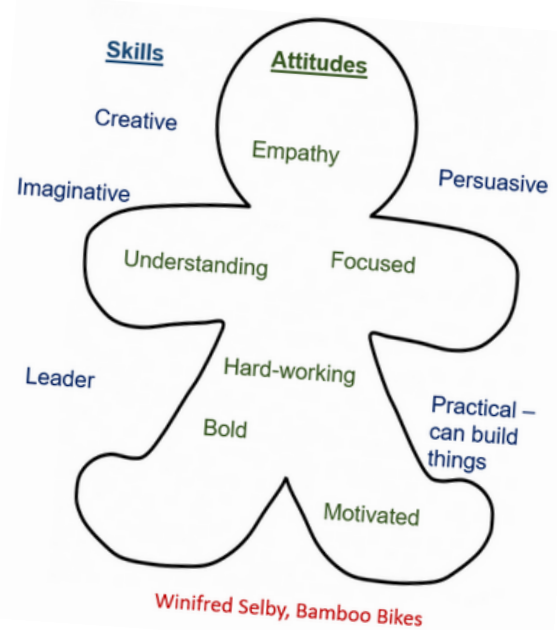 Skills
Attitudes
Creative
Empathy
Persuasive
Imaginative
Understanding
Focused
Hard-working
Leader
Practical –
can build
things
Bold
Motivated
Winifred Selby, Bamboo Bikes